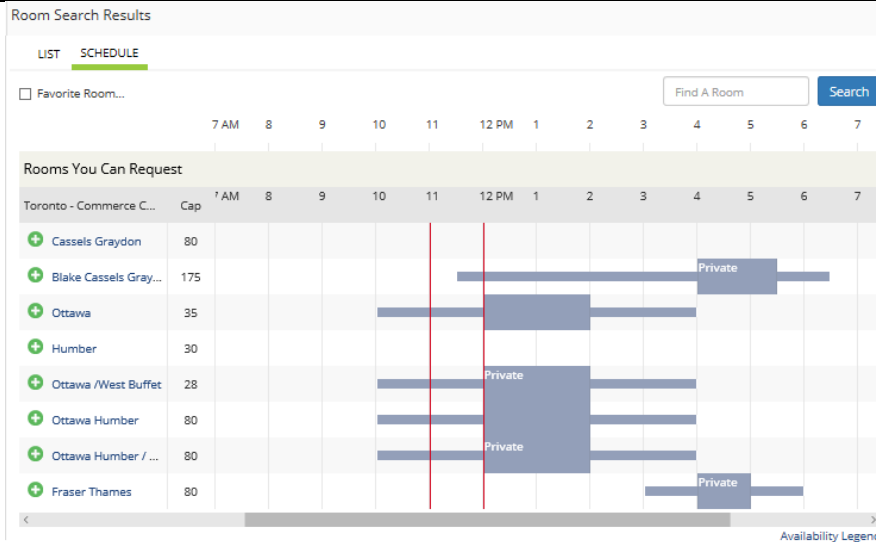 Room Search Results
LIST SCHEDULE
Favorite Room... Find A Room Search
7 AM 8 9 10 11 12 PM 1 2 3 4 5 6 7
Rooms You Can Request
Toronto - Commerce C... Cap 7 AM 8 9 10 11 12 PM 1 2 3 4 5 6 7
Cassels Graydon 80
Blake Cassels Gray... 175 Private
Ottawa 35
Humber 30
Ottawa /West Buffet 28 Private
Ottawa Humber 80
Ottawa Humber / ... 80 Private
Fraser Thames 80 Private
Availability Legend